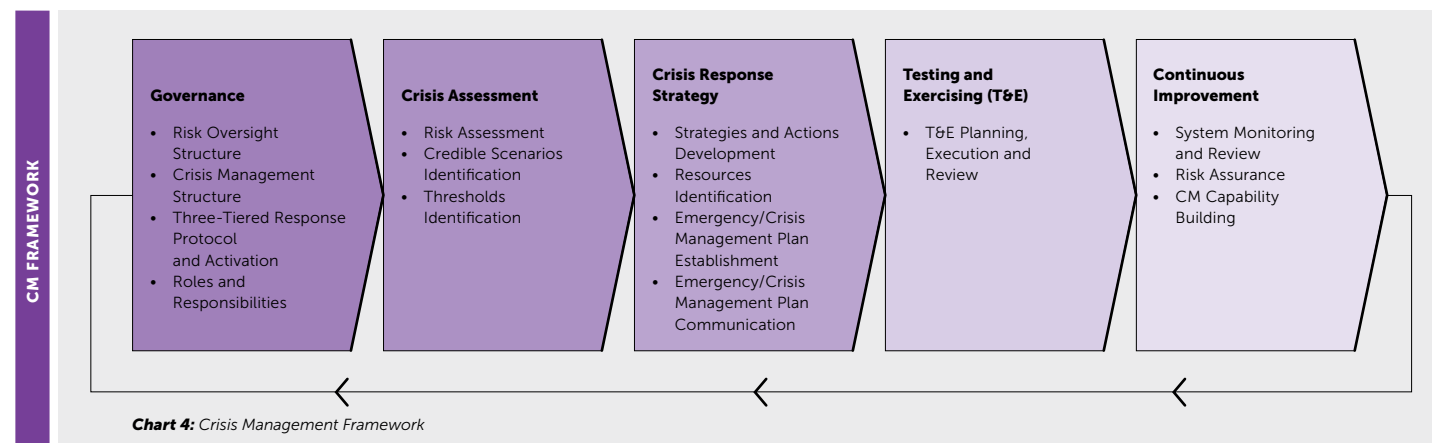 CM FRAMEWORK
Governance
• Risk Oversight
Structure
• Crisis Management
Structure
• Three-Tiered Response
Protocol
and Activation
• Roles and
Responsibilities
Crisis Assessment
• Risk Assessment
• Credible Scenarios
Identification
• Thresholds
Identification
Crisis Response
Strategy
• Strategies and Actions
Development
• Resources
Identification
• Emergency/Crisis
Management Plan
Establishment
• Emergency/Crisis
Management Plan
Communication
Testing and
Exercising (T&E)
• T&E Planning,
Execution and
Review
Continuous
Improvement
• System Monitoring
and Review
• Risk Assurance
• CM Capability
Building
Chart 4: Crisis Management Framework